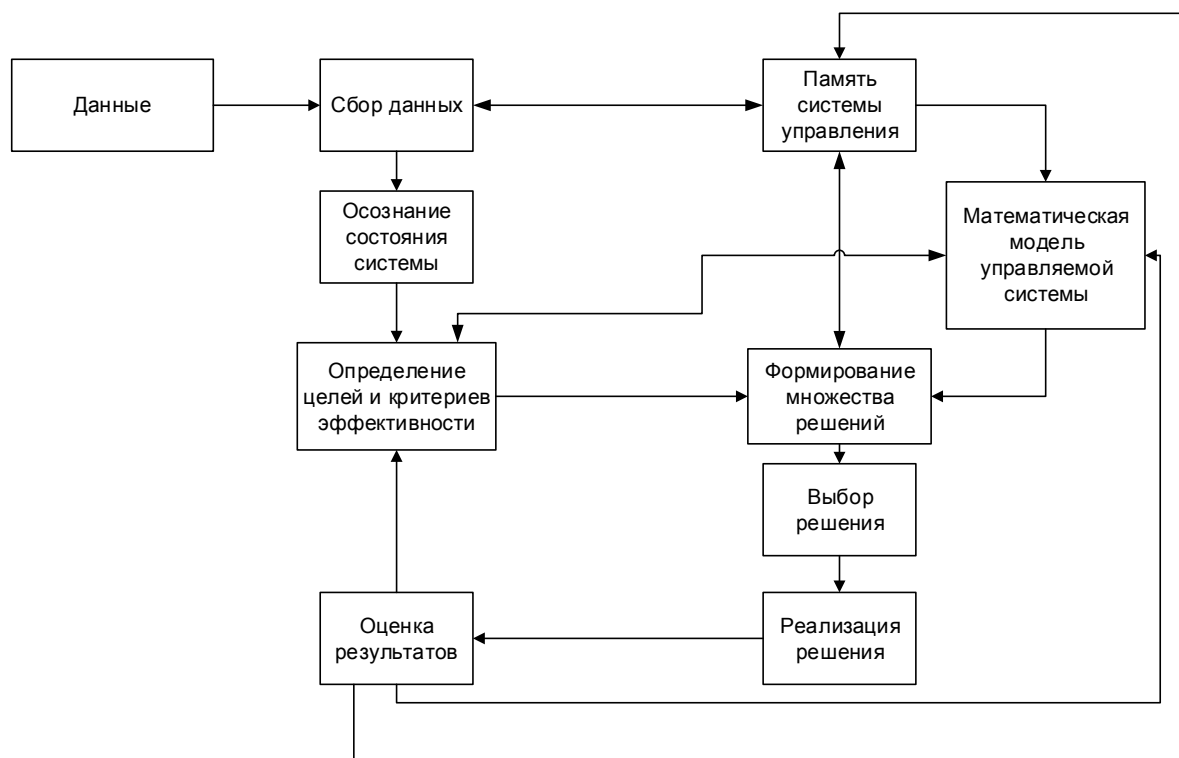 Данные
Сбор данных
Память
системы
управления
Осознание
состояния
системы
Математическая
модель
управляемой
системы
Определение
целей и критериев
эффективности
Формирование
множества
решений
Выбор
решения
Оценка
результатов
Реализация
решения